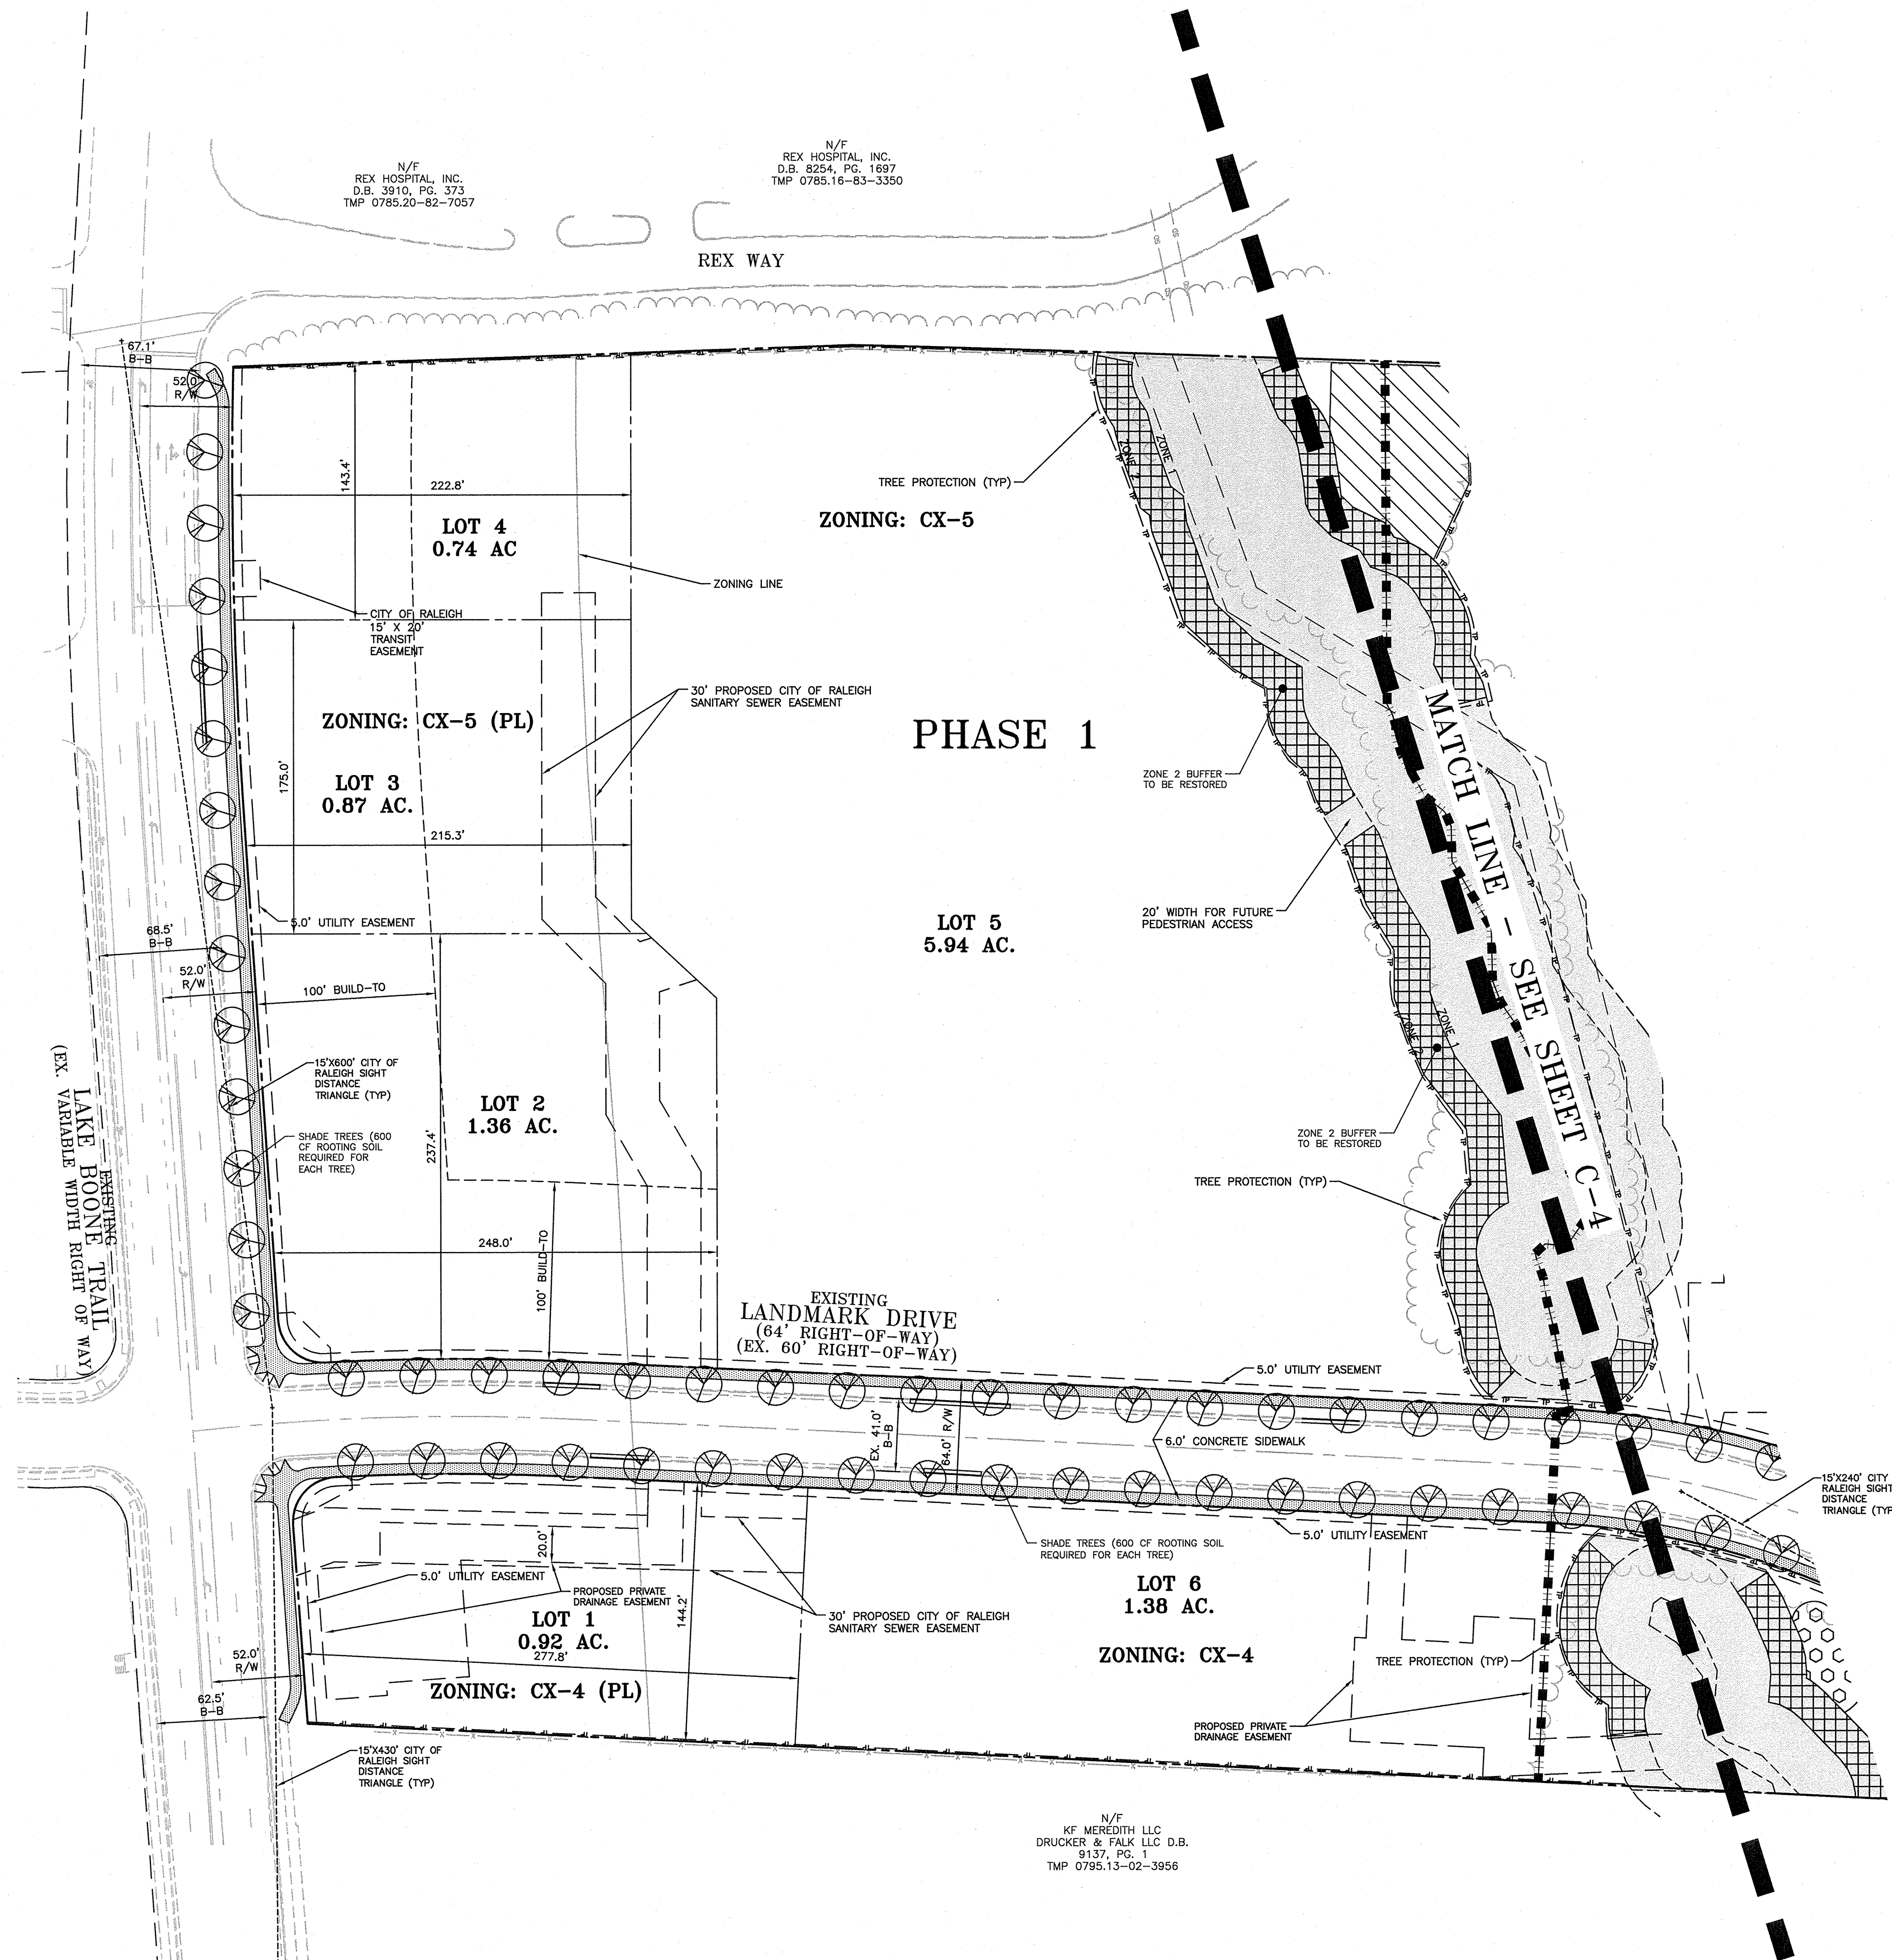 N/F
REX HOSPITAL, INC.
D.B. 3910, PG. 373
TMP 0785.20-82-7057
N/F
REX HOSPITAL, INC.
D.B. 8254, PG. 1697
TMP 0785.16-83-3350
REX WAY
67.1'
B-B
52.0'
R/W
143.4'
222.8'
LOT 4
0.74 AC
TREE PROTECTION (TYP)
ZONING: CX-5
ZONE 2
ZONE 1
ZONING LINE
CITY OF RALEIGH
15' X 20'
TRANSIT
EASEMENT
30' PROPOSED CITY OF RALEIGH
SANITARY SEWER EASEMENT
ZONING: CX-5 (PL)
PHASE 1
175.0'
LOT 3
0.87 AC.
215.3'
ZONE 2 BUFFER
TO BE RESTORED
MATCH LINE - SEE SHEET C-4
5.0' UTILITY EASEMENT
LOT 5
5.94 AC.
20' WIDTH FOR FUTURE
PEDESTRIAN ACCESS
68.5'
B-B
52.0'
R/W
100' BUILD-TO
ZONE 2
ZONE 1
15'X600' CITY OF
RALEIGH SIGHT
DISTANCE
TRIANGLE (TYP)
LOT 2
1.36 AC.
237.4'
SHADE TREES (600
CF ROOTING SOIL
REQUIRED FOR
EACH TREE)
ZONE 2 BUFFER
TO BE RESTORED
TREE PROTECTION (TYP)
EXISTING
LAKE BOONE TRAIL
(EX. VARIABLE WIDTH RIGHT OF WAY)
248.0'
100' BUILD-TO
EXISTING
LANDMARK DRIVE
(64' RIGHT-OF-WAY)
(EX. 60' RIGHT-OF-WAY)
5.0' UTILITY EASEMENT
EX. 41.0'
B-B
64.0' R/W
6.0' CONCRETE SIDEWALK
15'X240' CITY
RALEIGH SIGHT
DISTANCE
TRIANGLE (TYP
5.0' UTILITY EASEMENT
20.0'
SHADE TREES (600 CF ROOTING SOIL
REQUIRED FOR EACH TREE)
5.0' UTILITY EASEMENT
PROPOSED PRIVATE
DRAINAGE EASEMENT
LOT 1
0.92 AC.
277.8'
144.2'
30' PROPOSED CITY OF RALEIGH
SANITARY SEWER EASEMENT
LOT 6
1.38 AC.
ZONING: CX-4
TREE PROTECTION (TYP)
52.0'
R/W
62.5'
B-B
ZONING: CX-4 (PL)
PROPOSED PRIVATE
DRAINAGE EASEMENT
15'X430' CITY OF
RALEIGH SIGHT
DISTANCE
TRIANGLE (TYP)
N/F
KF MEREDITH LLC
DRUCKER & FALK LLC D.B.
9137, PG. 1
TMP 0795.13-02-3956